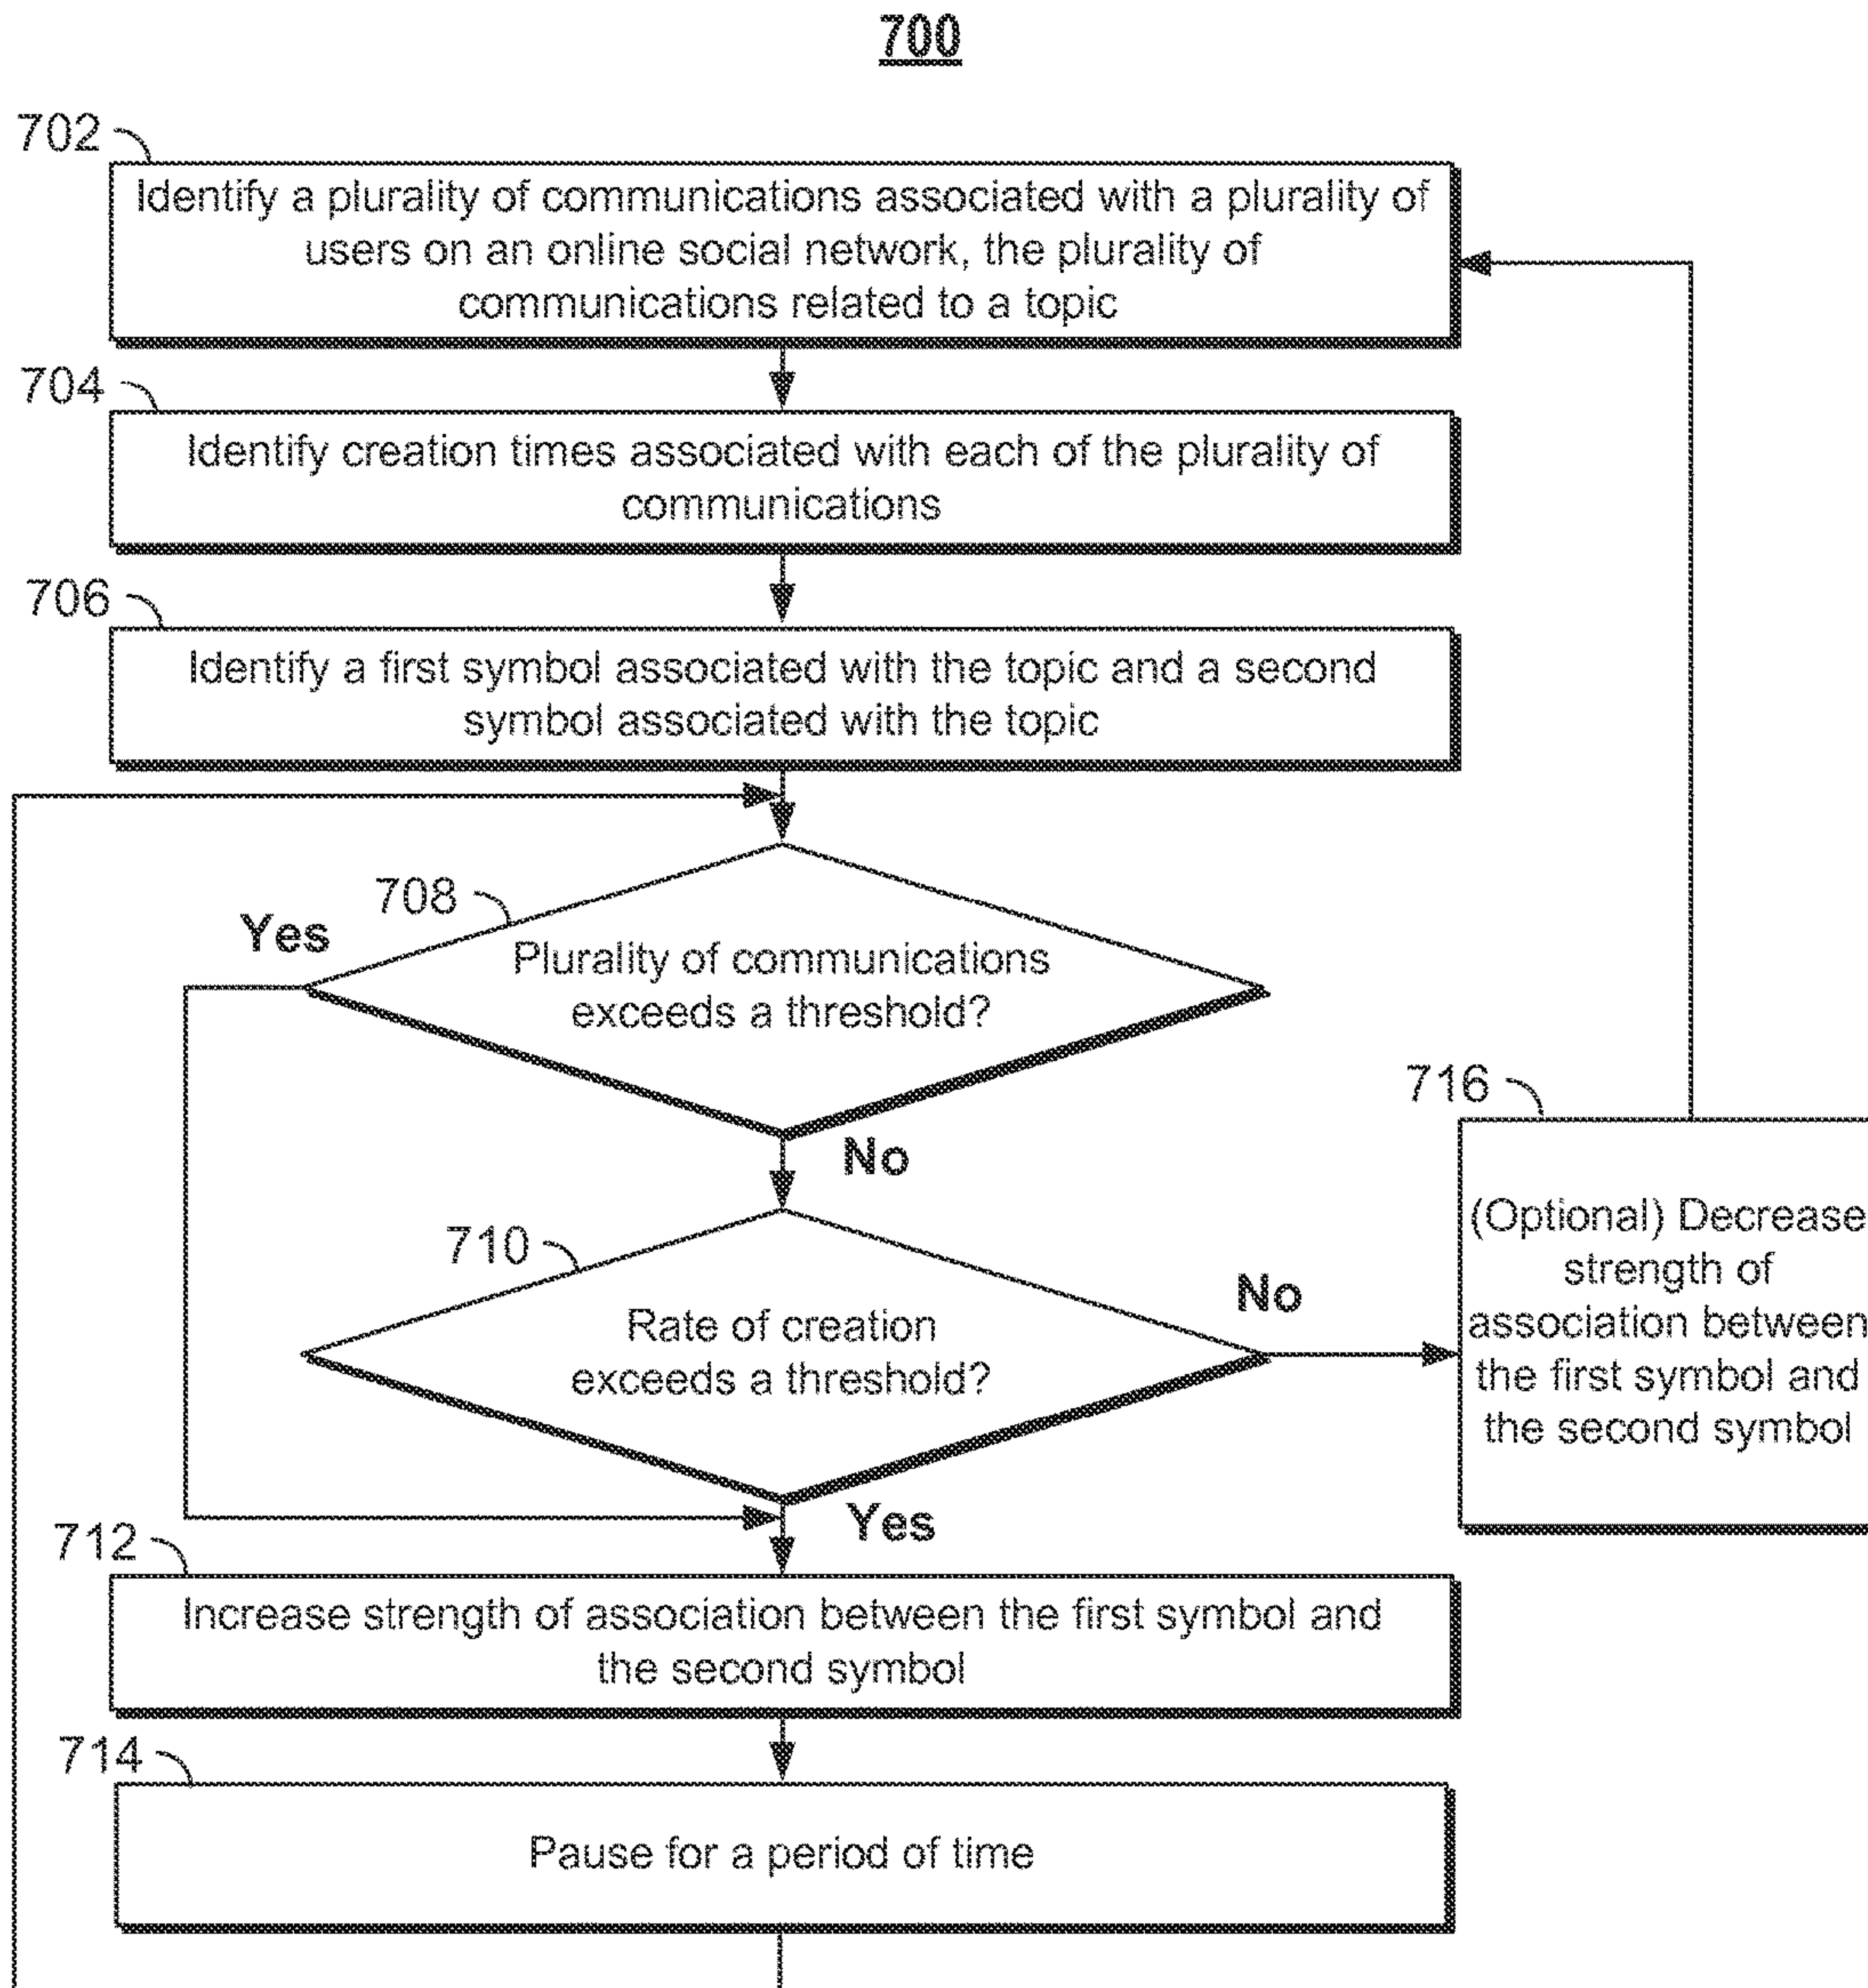 700
702
Identify a plurality of communications associated with a plurality of
users on an online social network, the plurality of
communications related to a topic
704
Identify creation times associated with each of the plurality of
communications
706
Identify a first symbol associated with the topic and a second
symbol associated with the topic
708
Yes
Plurality of communications
exceeds a threshold?
No
710
Rate of creation
exceeds a threshold?
No
Yes
716
(Optional) Decrease
strength of
association between
the first symbol and
the second symbol
712
Increase strength of association between the first symbol and
the second symbol
714
Pause for a period of time